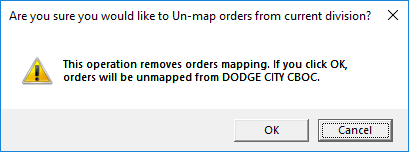 Are you sure you would like to Un-map orders from current division?
This operation removes orders mapping. If you click OK,
orders will be unmapped from DODGE CITY CBOC.
OK
Cancel